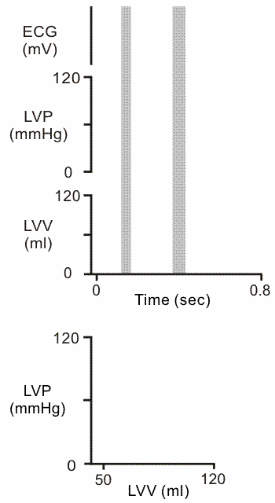 ECG
(mV)
120
LVP
(mmHg)
0
120
LVV
(ml)
0
0
0.8
Time (sec)
120
LVP
(mmHg)
0
50
120
LVV (ml)